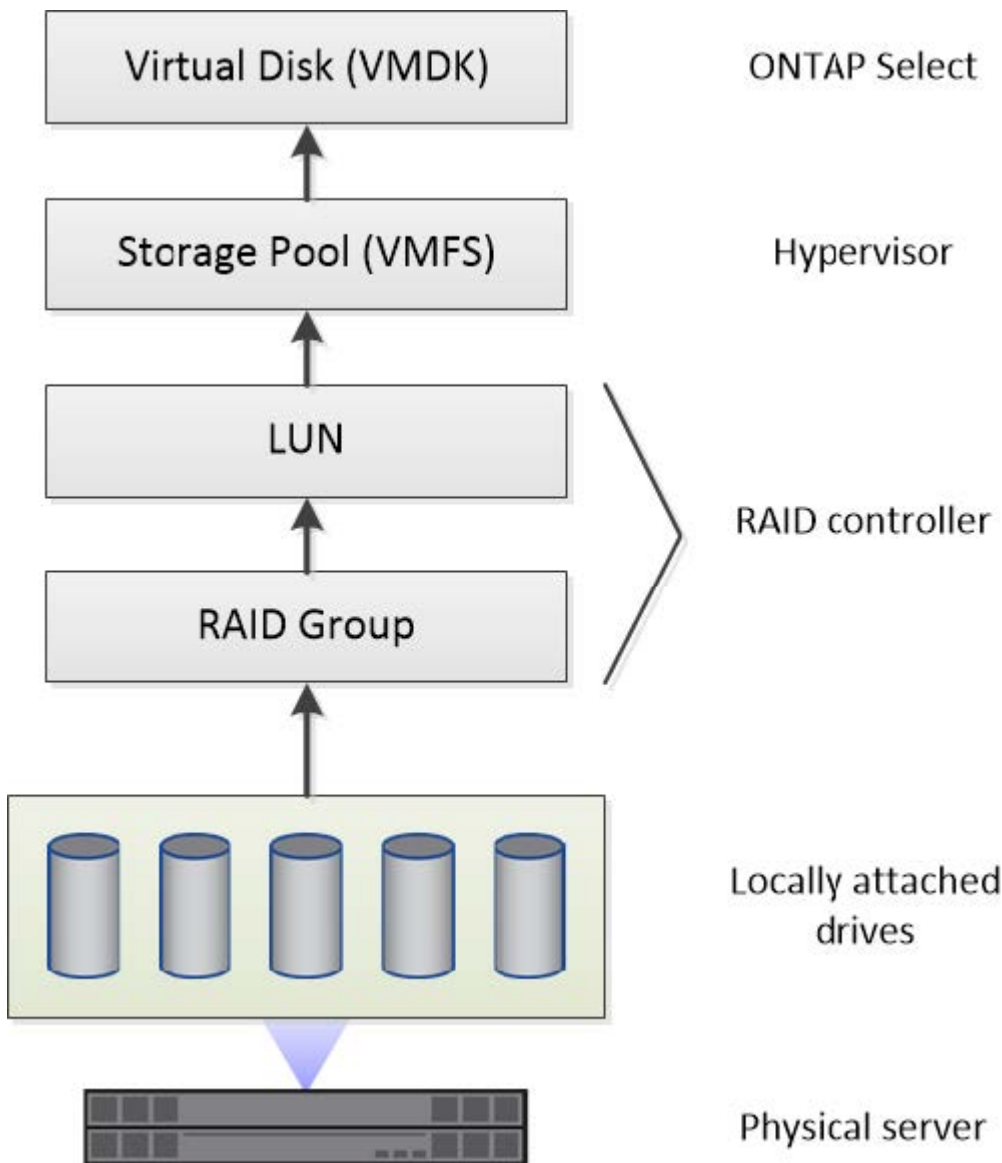 Virtual Disk (VMDK)
ONTAP Select
Storage Pool (VMFS)
Hypervisor
LUN
RAID controller
RAID Group
Locally attached
drives
Physical server